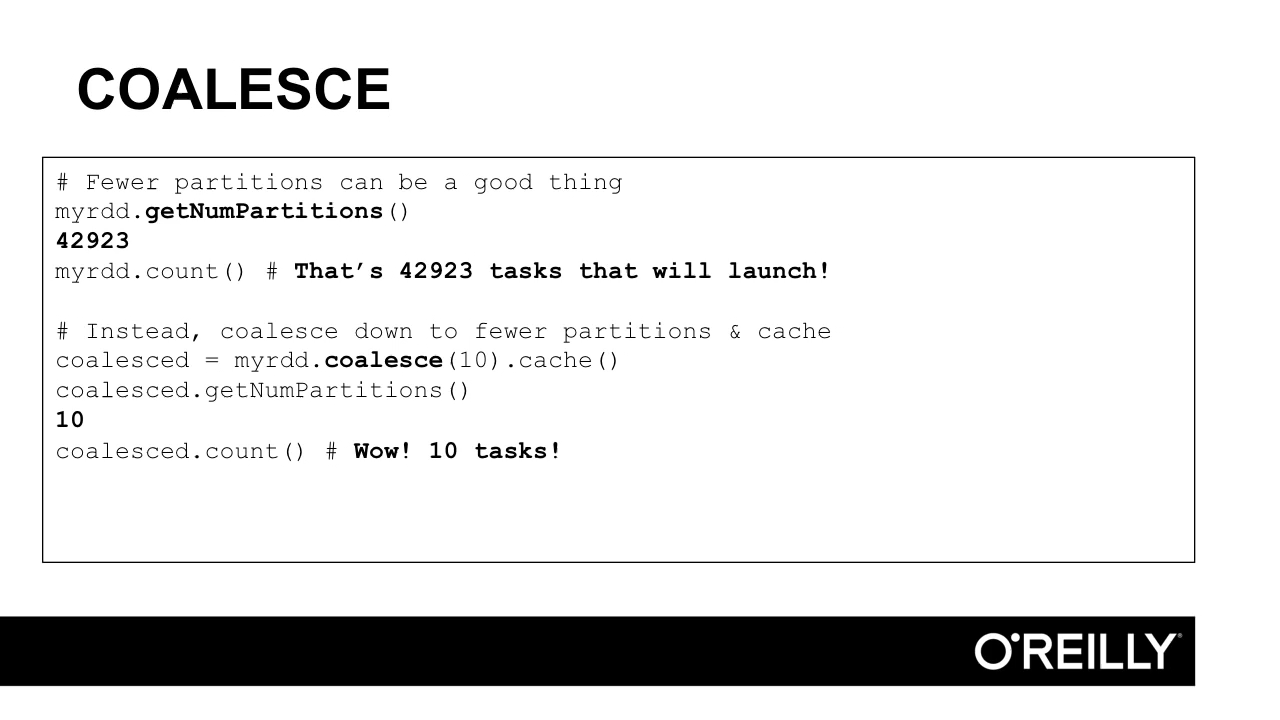 COALESCE
# Fewer partitions can be a good thing
myrdd.getNumPartitions()
42923
myrdd.count() # That’s 42923 tasks that will launch!
# Instead, coalesce down to fewer partitions & cache
coalesced = myrdd.coalesce(10).cache()
coalesced.getNumPartitions()
10
coalesced.count() # Wow! 10 tasks!
O'REILLY®